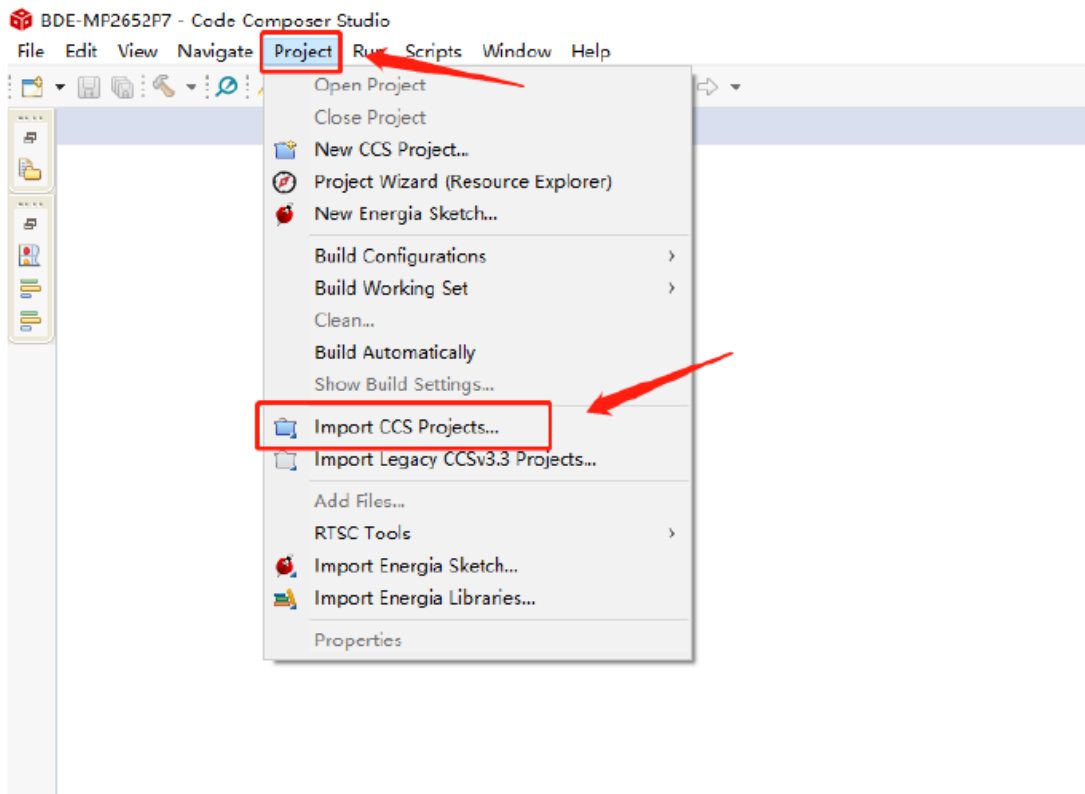 BDE-MP2652P7 - Code Composer Studio
File Edit View Navigate Project Run Scripts Window Help
Open Project
Close Project
New CCS Project...
Project Wizard (Resource Explorer)
New Energia Sketch...
Build Configurations
Build Working Set
Clean...
Build Automatically
Show Build Settings...
Import CCS Projects...
Import Legacy CCSv3.3 Projects...
Add Files...
RTSC Tools
Import Energia Sketch...
Import Energia Libraries...
Properties